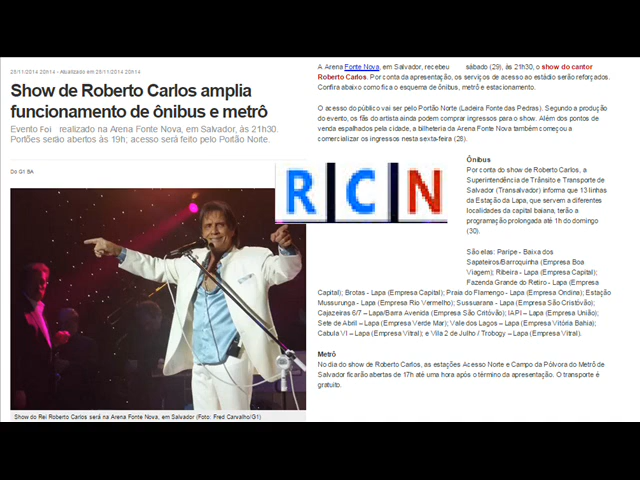 28/11/2014 20h14 - Atualizado em 28/11/2014 20h14
Show de Roberto Carlos amplia
funcionamento de ônibus e metrô
Evento Foi realizado na Arena Fonte Nova, em Salvador, às 21h30.
Portões serão abertos às 19h; acesso será feito pelo Portão Norte.
Do G1 BA
Show do Rei Roberto Carlos será na Arena Fonte Nova, em Salvador (Foto: Fred Carvalho/G1)
A Arena Fonte Nova, em Salvador, recebeu sábado (29), às 21h30, o show do cantor
Roberto Carlos. Por conta da apresentação, os serviços de acesso ao estádio serão reforçados.
Confira abaixo como fica o esquema de ônibus, metrô e estacionamento.
O acesso do público vai ser pelo Portão Norte (Ladeira Fonte das Pedras). Segundo a produção
do evento, os fãs do artista ainda podem comprar ingressos para o show. Além dos pontos de
venda espalhados pela cidade, a bilheteria da Arena Fonte Nova também começou a
comercializar os ingressos nesta sexta-feira (28).
RCN
Ônibus
Por conta do show de Roberto Carlos, a
Superintendência de Trânsito e Transporte de
Salvador (Transalvador) informa que 13 linhas
da Estação da Lapa, que servem a diferentes
localidades da capital baiana, terão a
programação prolongada até 1h do domingo
(30).
São elas: Paripe - Baixa dos
Sapateiros/Barroquinha (Empresa Boa
Viagem); Ribeira - Lapa (Empresa Capital);
Fazenda Grande do Retiro - Lapa (Empresa
Capital); Brotas - Lapa (Empresa Capital); Praia do Flamengo - Lapa (Empresa Ondina); Estação
Mussurunga - Lapa (Empresa Rio Vermelho); Sussuarana - Lapa (Empresa São Cristóvão);
Cajazeiras 6/7 – Lapa/Barra Avenida (Empresa São Critóvão); IAPI – Lapa (Empresa União);
Sete de Abril – Lapa (Empresa Verde Mar); Vale dos Lagos – Lapa (Empresa Vitória Bahia);
Cabula VI – Lapa (Empresa Vitral); e Vila 2 de Julho / Trobogy – Lapa (Empresa Vitral).
Metrô
No dia do show de Roberto Carlos, as estações Acesso Norte e Campo da Pólvora do Metrô de
Salvador ficarão abertas de 17h até uma hora após o término da apresentação. O transporte é
gratuito.